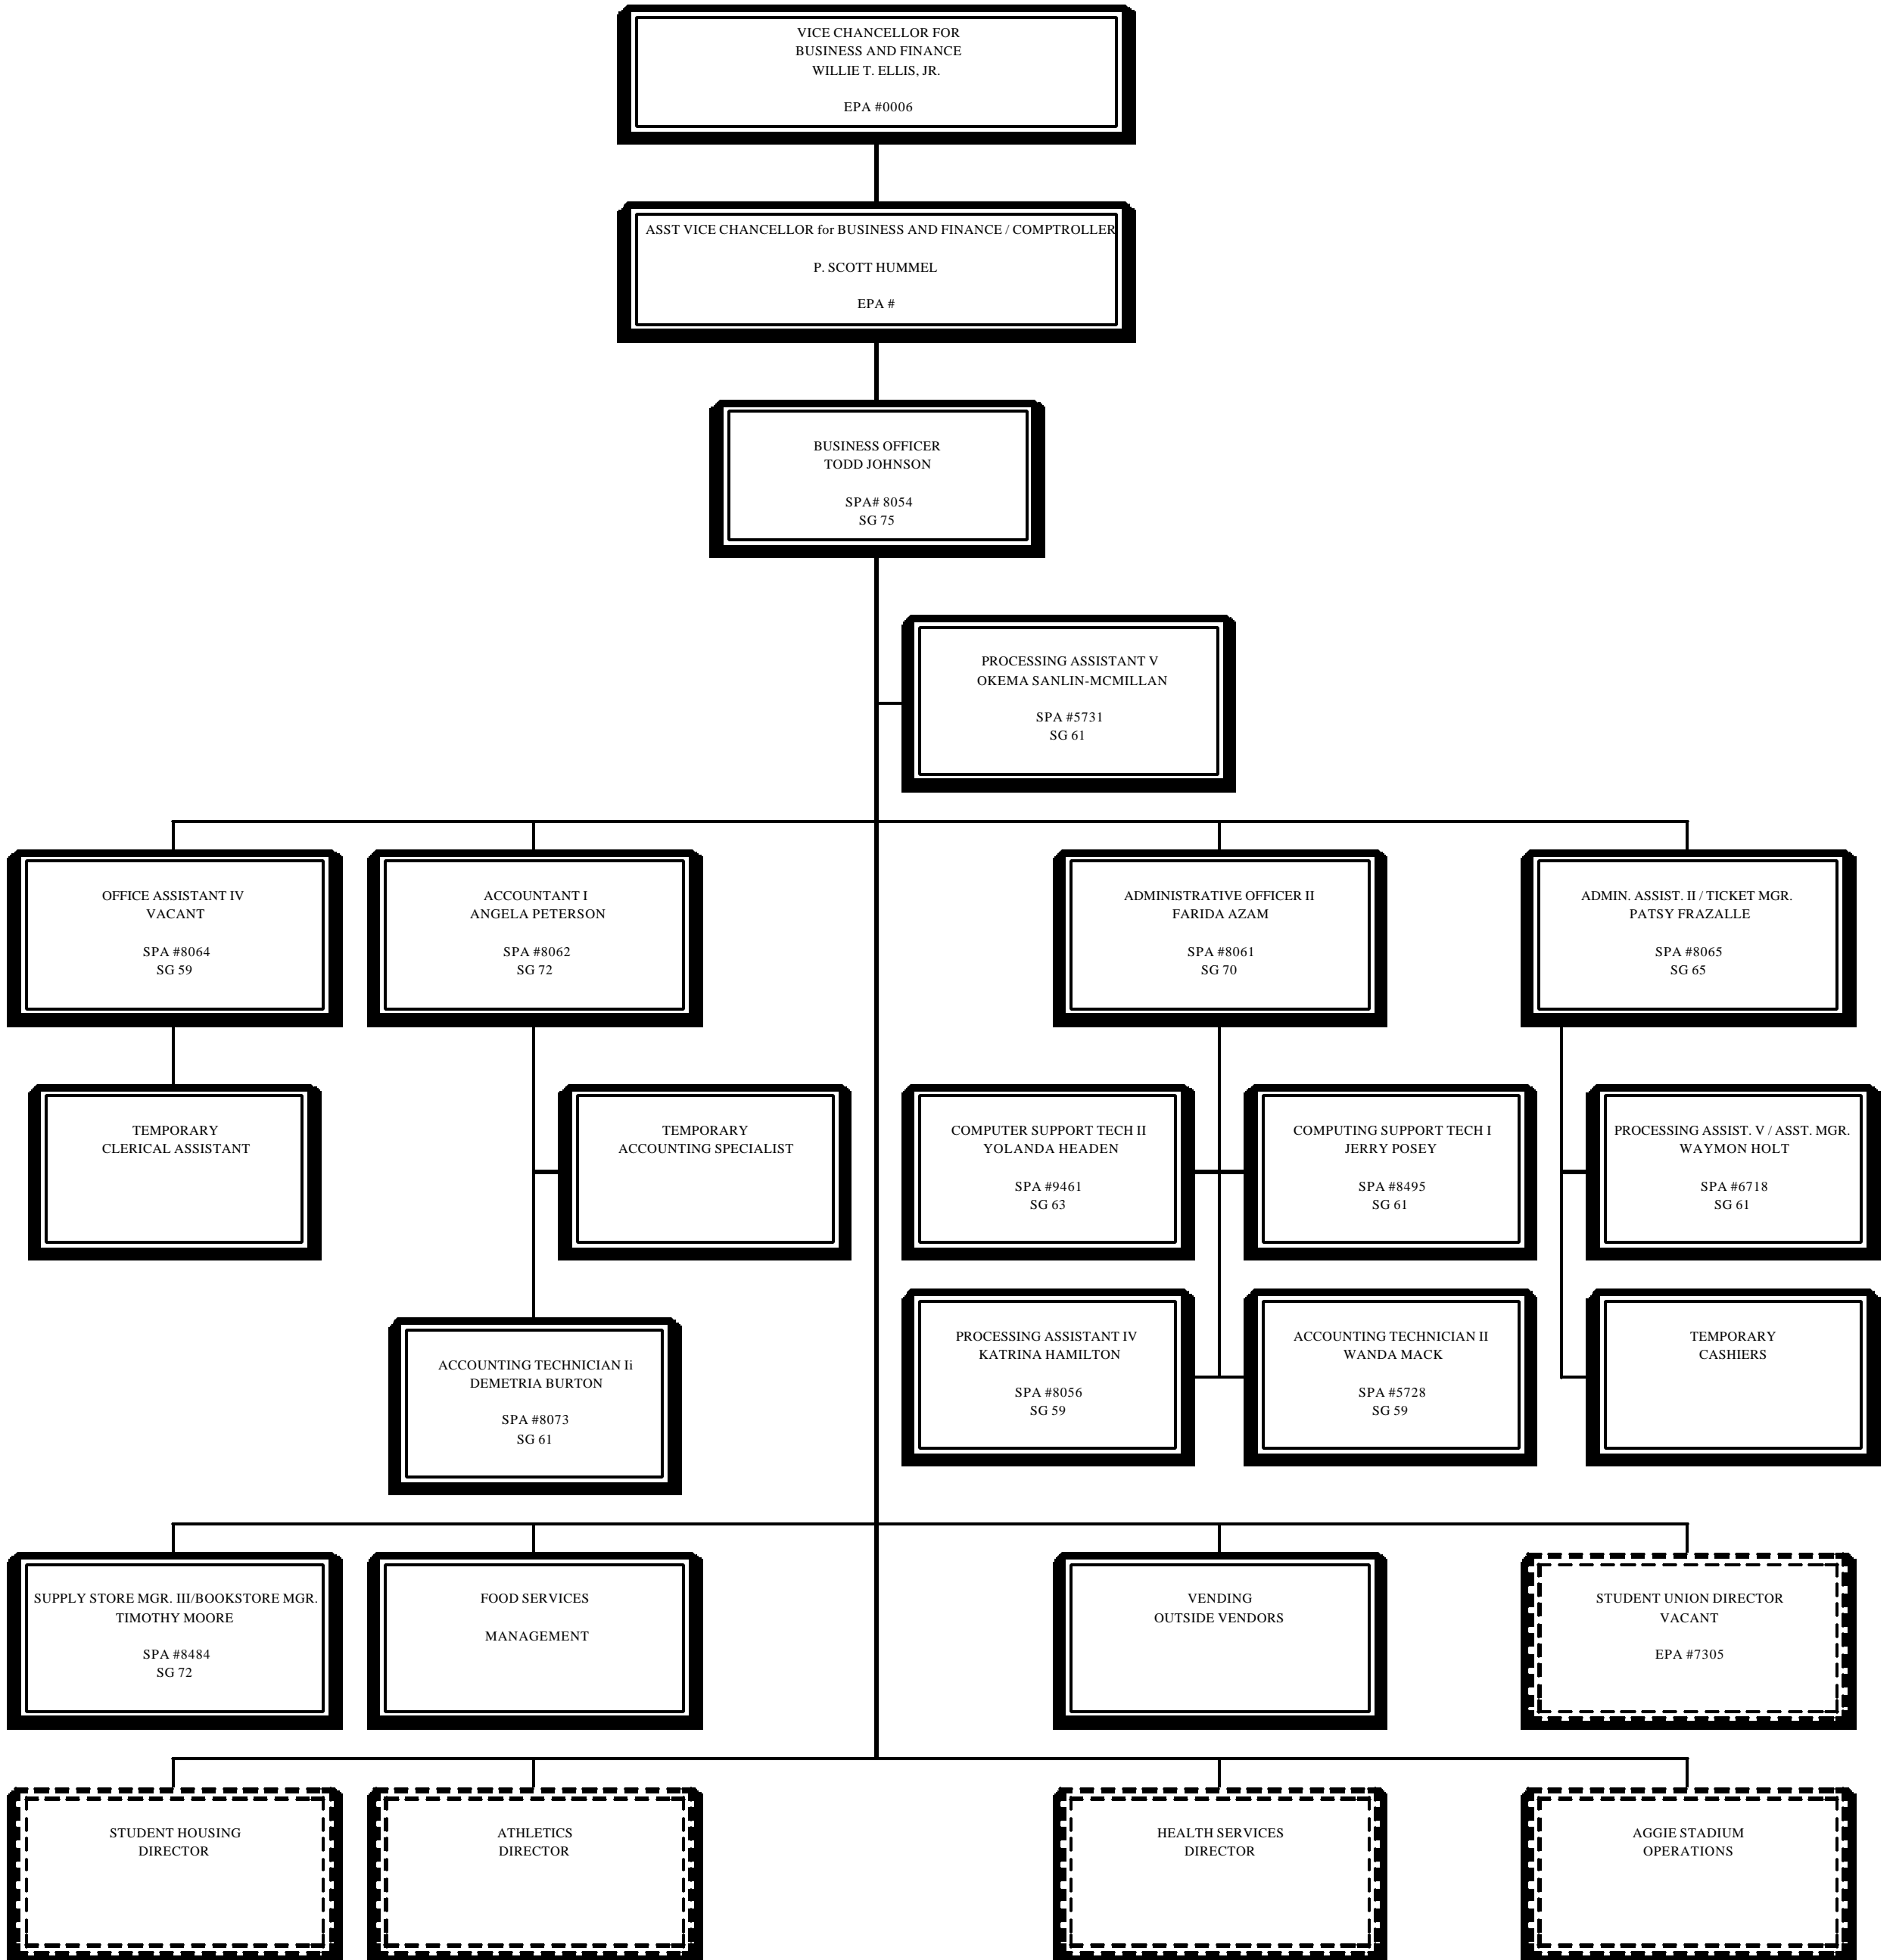 VICE CHANCELLOR FOR
BUSINESS AND FINANCE
WILLIE T. ELLIS, JR.
EPA #0006
ASST VICE CHANCELLOR for BUSINESS AND FINANCE / COMPTROLLER
P. SCOTT HUMMEL
EPA #
BUSINESS OFFICER
TODD JOHNSON
SPA# 8054
SG 75
PROCESSING ASSISTANT V
OKEMA SANLIN-MCMILLAN
SPA #5731
SG 61
OFFICE ASSISTANT IV
VACANT
SPA #8064
SG 59
ACCOUNTANT I
ANGELA PETERSON
SPA #8062
SG 72
ADMINISTRATIVE OFFICER II
FARIDA AZAM
SPA #8061
SG 70
ADMIN. ASSIST. II / TICKET MGR.
PATSY FRAZALLE
SPA #8065
SG 65
TEMPORARY
CLERICAL ASSISTANT
TEMPORARY
ACCOUNTING SPECIALIST
COMPUTER SUPPORT TECH II
YOLANDA HEADEN
SPA #9461
SG 63
COMPUTING SUPPORT TECH I
JERRY POSEY
SPA #8495
SG 61
PROCESSING ASSIST. V / ASST. MGR.
WAYMON HOLT
SPA #6718
SG 61
ACCOUNTING TECHNICIAN Ii
DEMETRIA BURTON
SPA #8073
SG 61
PROCESSING ASSISTANT IV
KATRINA HAMILTON
SPA #8056
SG 59
ACCOUNTING TECHNICIAN II
WANDA MACK
SPA #5728
SG 59
TEMPORARY
CASHIERS
SUPPLY STORE MGR. III/BOOKSTORE MGR.
TIMOTHY MOORE
SPA #8484
SG 72
FOOD SERVICES
MANAGEMENT
VENDING
OUTSIDE VENDORS
STUDENT UNION DIRECTOR
VACANT
EPA #7305
STUDENT HOUSING
DIRECTOR
ATHLETICS
DIRECTOR
HEALTH SERVICES
DIRECTOR
AGGIE STADIUM
OPERATIONS